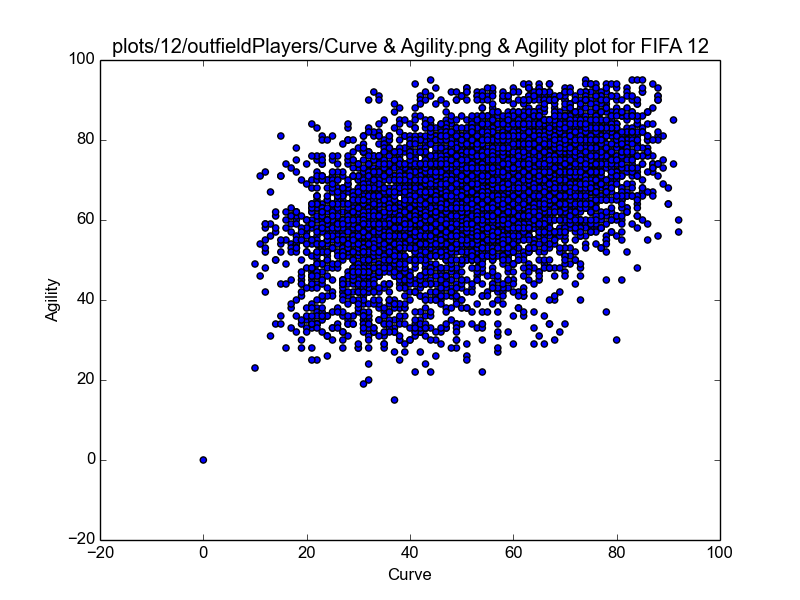 plots/12/outfieldPlayers/Curve & Agility.png & Agility plot for FIFA 12
100
80
60
40
20
0
−20
Agility
−20 0 20 40 60 80 100
Curve